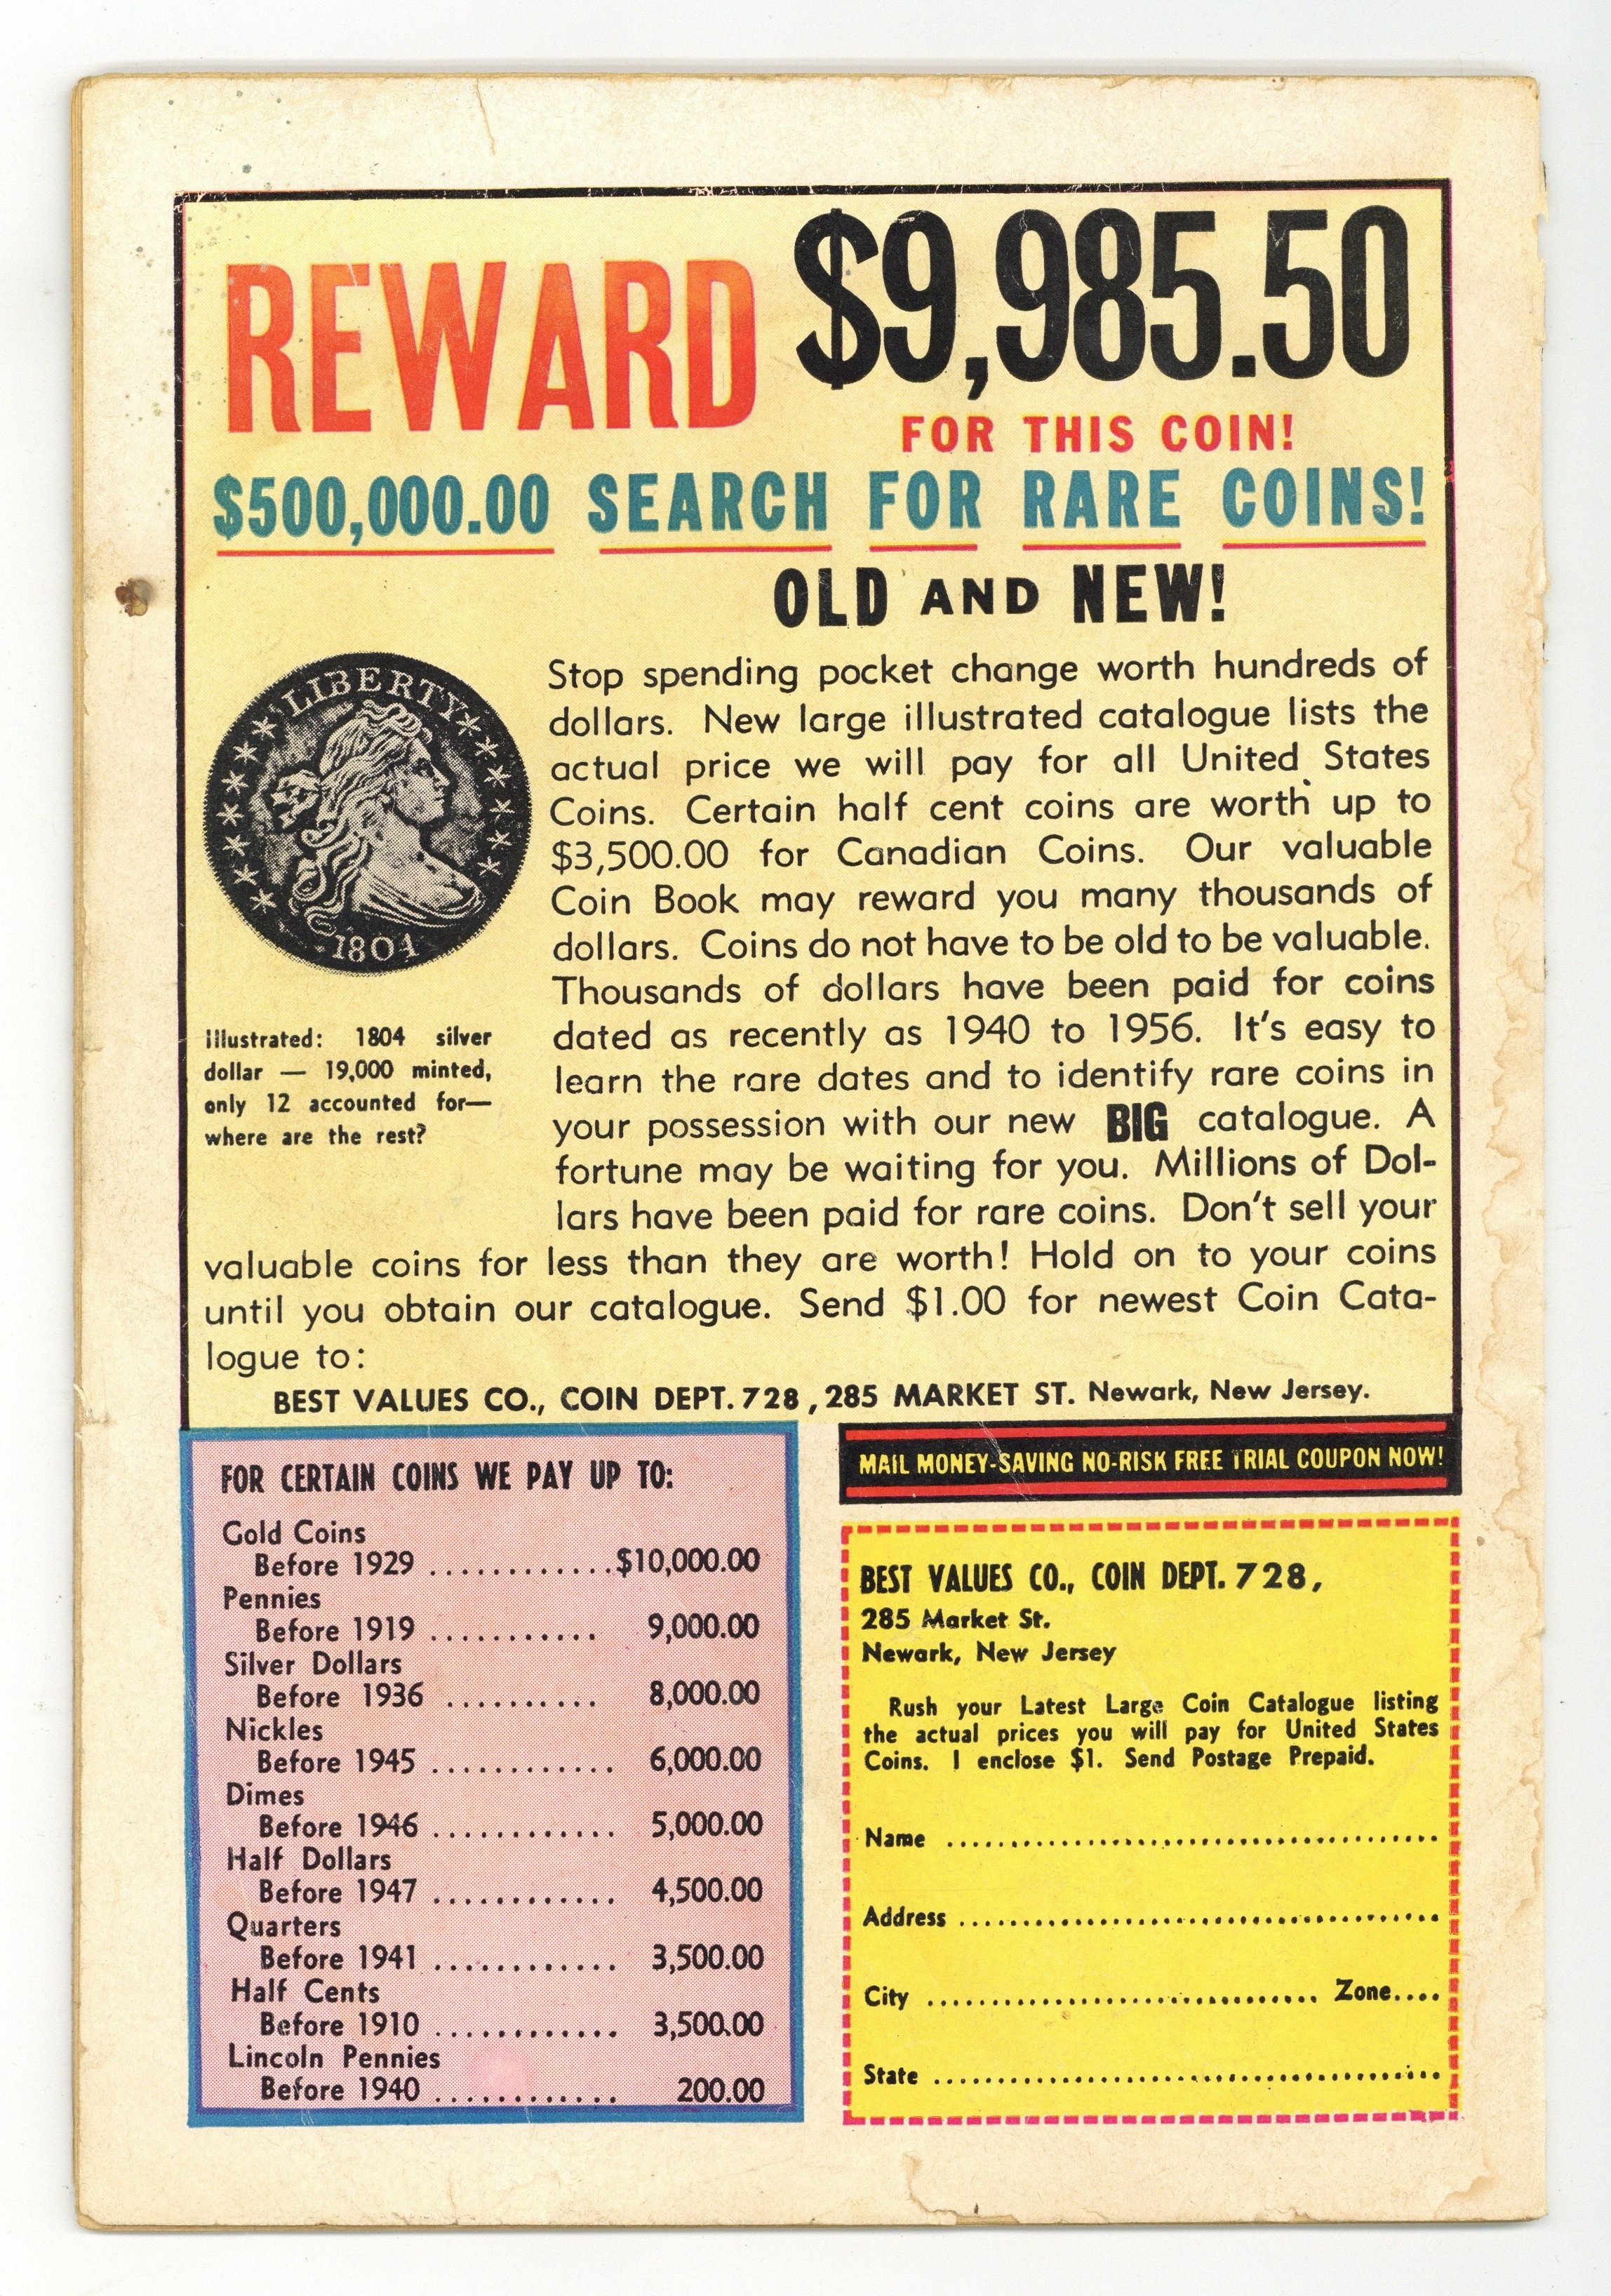 REWARD $9,985.50
FOR THIS COIN!
$500,000.00 SEARCH FOR RARE COINS!
OLD AND NEW!
LIBERTY
1804
Illustrated: 1804 silver
dollar — 19,000 minted,
only 12 accounted for—
where are the rest?
Stop spending pocket change worth hundreds of
dollars. New large illustrated catalogue lists the
actual price we will pay for all United States
Coins. Certain half cent coins are worth up to
$3,500.00 for Canadian Coins. Our valuable
Coin Book may reward you many thousands of
dollars. Coins do not have to be old to be valuable.
Thousands of dollars have been paid for coins
dated as recently as 1940 to 1956. It's easy to
learn the rare dates and to identify rare coins in
your possession with our new BIG catalogue. A
fortune may be waiting for you. Millions of Dol-
lars have been paid for rare coins. Don't sell your
valuable coins for less than they are worth! Hold on to your coins
until you obtain our catalogue. Send $1.00 for newest Coin Cata-
logue to:
BEST VALUES CO., COIN DEPT. 728, 285 MARKET ST. Newark, New Jersey.
FOR CERTAIN COINS WE PAY UP TO:
Gold Coins
Before 1929 ............$10,000.00
Pennies
Before 1919 ........... 9,000.00
Silver Dollars
Before 1936 .......... 8,000.00
Nickles
Before 1945 ............ 6,000.00
Dimes
Before 1946 ............ 5,000.00
Half Dollars
Before 1947 ............ 4,500.00
Quarters
Before 1941 ............ 3,500.00
Half Cents
Before 1910 ............ 3,500.00
Lincoln Pennies
Before 1940 ............ 200.00
MAIL MONEY-SAVING NO-RISK FREE TRIAL COUPON NOW!
BEST VALUES CO., COIN DEPT. 728,
285 Market St.
Newark, New Jersey
Rush your Latest Large Coin Catalogue listing
the actual prices you will pay for United States
Coins. I enclose $1. Send Postage Prepaid.
Name ......................................
Address ......................................
City .............................. Zone....
State ......................................